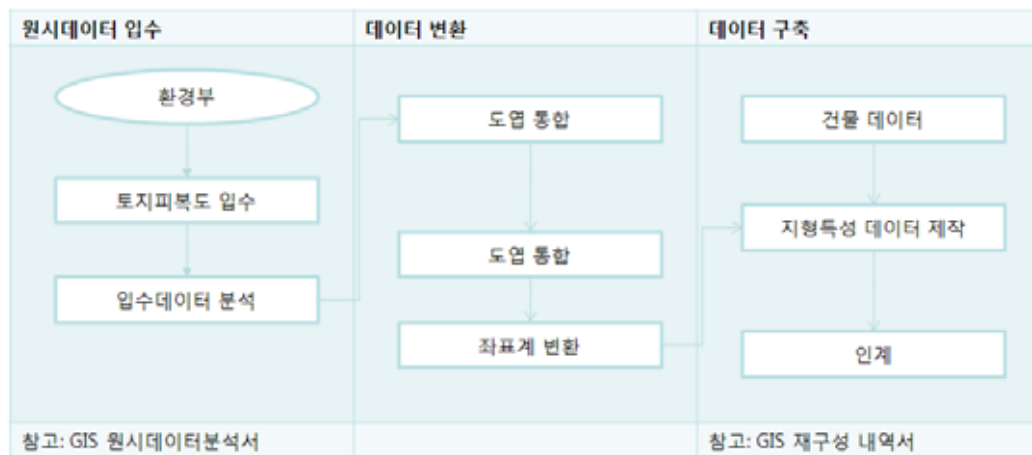 원시데이터 입수
데이터 변환
데이터 구축
환경부
토지피복도 입수
입수데이터 분석
도엽 통합
도엽 통합
좌표계 변환
건물 데이터
지형특성 데이터 제작
인계
참고: GIS 원시데이터분석서
참고: GIS 재구성 내역서